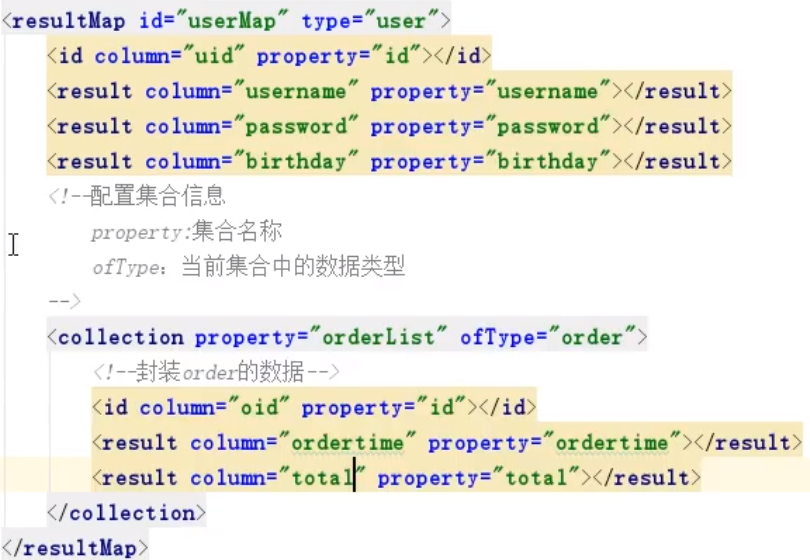 <resultMap id="userMap" type="user">
<id column="uid" property="id"></id>
<result column="username" property="username"></result>
<result column="password" property="password"></result>
<result column="birthday" property="birthday"></result>
<!--配置集合信息
property:集合名称
ofType：当前集合中的数据类型
-->
<collection property="orderList" ofType="order">
<!--封装order的数据-->
<id column="oid" property="id"></id>
<result column="ordertime" property="ordertime"></result>
<result column="total" property="total"></result>
</collection>
</resultMap>